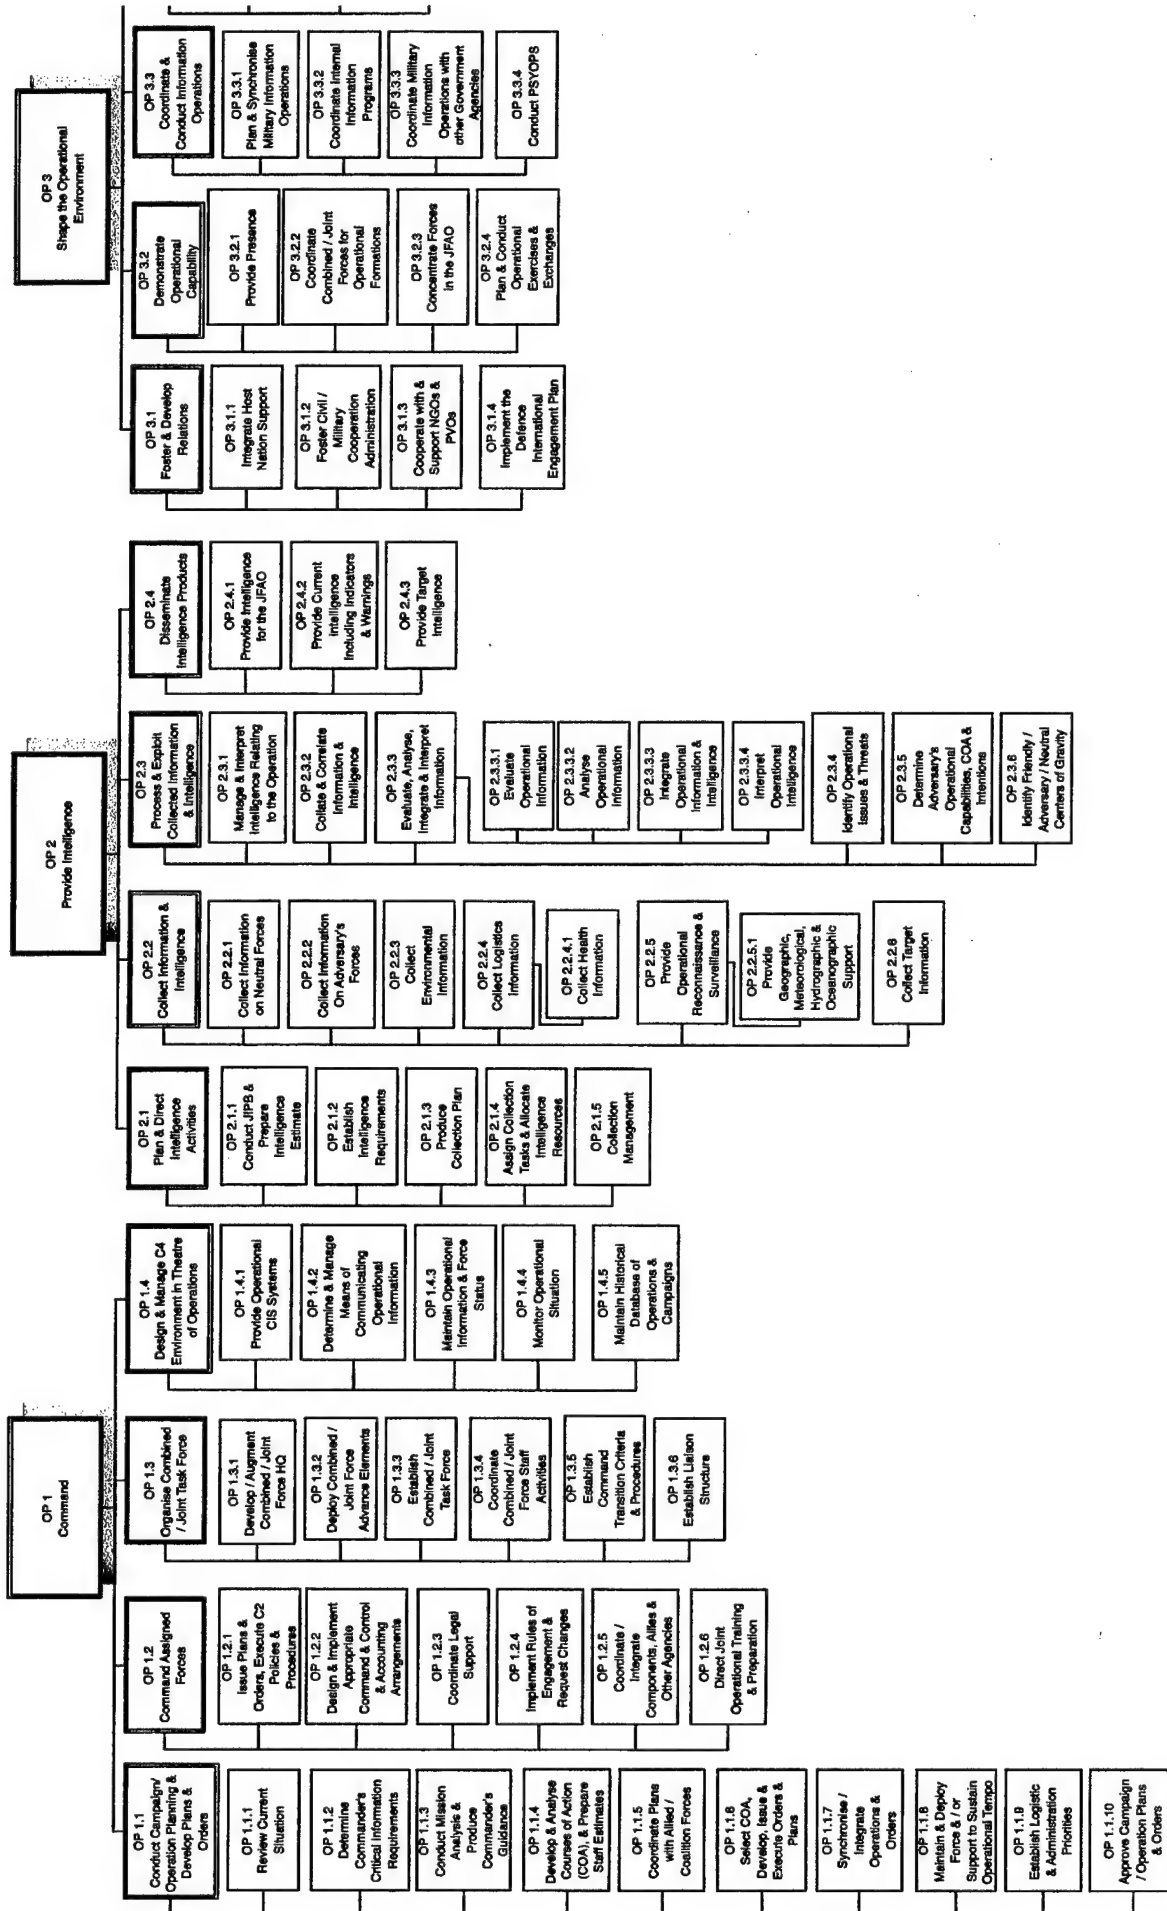 OP 1
Command
OP 1.1
Conduct Campaign/
Operation Planning &
Develop Plans &
Orders
OP 1.1.1
Review Current
Situation
OP 1.1.2
Determine
Commander's
Critical Information
Requirements
OP 1.1.3
Conduct Mission
Analysis &
Produce
Commander's
Guidance
OP 1.1.4
Develop & Analyse
Courses of Action
(COA), & Prepare
Staff Estimates
OP 1.1.5
Coordinate Plans
with Allied /
Coalition Forces
OP 1.1.6
Select COA,
Develop, Issue &
Execute Orders &
Plans
OP 1.1.7
Synchronise /
Integrate
Operations &
Orders
OP 1.1.8
Maintain & Deploy
Force & / or
Support to Sustain
Operational Tempo
OP 1.1.9
Establish Logistic
& Administration
Priorities
OP 1.1.10
Approve Campaign
/ Operation Plans
& Orders
OP 1.2
Command Assigned
Forces
OP 1.2.1
Issue Plans &
Orders, Execute C2
Policies &
Procedures
OP 1.2.2
Design & Implement
Appropriate
Command & Control
& Accounting
Arrangements
OP 1.2.3
Coordinate Legal
Support
OP 1.2.4
Implement Rules of
Engagement &
Request Changes
OP 1.2.5
Coordinate /
Integrate
Components, Allies &
Other Agencies
OP 1.2.6
Direct Joint
Operational Training
& Preparation
OP 1.3
Organise Combined
/ Joint Task Force
OP 1.3.1
Develop / Augment
Combined / Joint
Force HQ
OP 1.3.2
Deploy Combined /
Joint Force
Advance Elements
OP 1.3.3
Establish
Combined / Joint
Task Force
OP 1.3.4
Coordinate
Combined / Joint
Force Staff
Activities
OP 1.3.5
Establish
Command
Transition Criteria
& Procedures
OP 1.3.6
Establish Liaison
Structure
OP 1.4
Design & Manage C4
Environment in Theatre
of Operations
OP 1.4.1
Provide Operational
CIS Systems
OP 1.4.2
Determine & Manage
Means of
Communicating
Operational
Information
OP 1.4.3
Maintain Operational
Information & Force
Status
OP 1.4.4
Monitor Operational
Situation
OP 1.4.5
Maintain Historical
Database of
Operations &
Campaigns
OP 2
Provide Intelligence
OP 2.1
Plan & Direct
Intelligence
Activities
OP 2.1.1
Conduct JIPB &
Prepare
Intelligence
Estimate
OP 2.1.2
Establish
Intelligence
Requirements
OP 2.1.3
Produce
Collection Plan
OP 2.1.4
Assign Collection
Tasks & Allocate
Intelligence
Resources
OP 2.1.5
Collection
Management
OP 2.2
Collect Information &
Intelligence
OP 2.2.1
Collect Information
on Neutral Forces
OP 2.2.2
Collect Information
On Adversary's
Forces
OP 2.2.3
Collect
Environmental
Information
OP 2.2.4
Collect Logistics
Information
OP 2.2.4.1
Collect Health
Information
OP 2.2.5
Provide
Operational
Reconnaissance &
Surveillance
OP 2.2.5.1
Provide
Geographic,
Meteorological,
Hydrographic &
Oceanographic
Support
OP 2.2.6
Collect Target
Information
OP 2.3
Process & Exploit
Collected Information
& Intelligence
OP 2.3.1
Manage & Interpret
Intelligence Relating
to the Operation
OP 2.3.2
Collate & Correlate
Information &
Intelligence
OP 2.3.3
Evaluate, Analyse,
Integrate & Interpret
Information
OP 2.3.3.1
Evaluate
Operational
Information
OP 2.3.3.2
Analyse
Operational
Information
OP 2.3.3.3
Integrate
Operational
Information &
Intelligence
OP 2.3.3.4
Interpret
Operational
Intelligence
OP 2.3.4
Identify Operational
Issues & Threats
OP 2.3.5
Determine
Adversary's
Operational
Capabilities, COA &
Intentions
OP 2.3.6
Identify Friendly /
Adversary / Neutral
Centers of Gravity
OP 2.4
Disseminate
Intelligence Products
OP 2.4.1
Provide Intelligence
for the JFAO
OP 2.4.2
Provide Current
Intelligence
Including Indicators
& Warnings
OP 2.4.3
Provide Target
Intelligence
OP 3
Shape the Operational
Environment
OP 3.1
Foster & Develop
Relations
OP 3.1.1
Integrate Host
Nation Support
OP 3.1.2
Foster Civil /
Military
Cooperation
Administration
OP 3.1.3
Cooperate with &
Support NGOs &
PVOs
OP 3.1.4
Implement the
Defence
International
Engagement Plan
OP 3.2
Demonstrate
Operational
Capability
OP 3.2.1
Provide Presence
OP 3.2.2
Coordinate
Combined / Joint
Forces for
Operational
Formations
OP 3.2.3
Concentrate Forces
in the JFAO
OP 3.2.4
Plan & Conduct
Operational
Exercises &
Exchanges
OP 3.3
Coordinate &
Conduct Information
Operations
OP 3.3.1
Plan & Synchronise
Military Information
Operations
OP 3.3.2
Coordinate Internal
Information
Programs
OP 3.3.3
Coordinate Military
Information
Operations with
other Government
Agencies
OP 3.3.4
Conduct PSYOPS